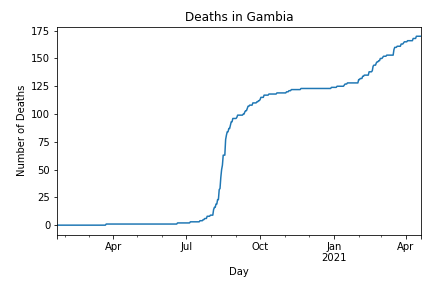 Deaths in Gambia
175
150
125
100
75
50
25
0
Number of Deaths
Apr
Jul
Oct
Jan
2021
Apr
Day